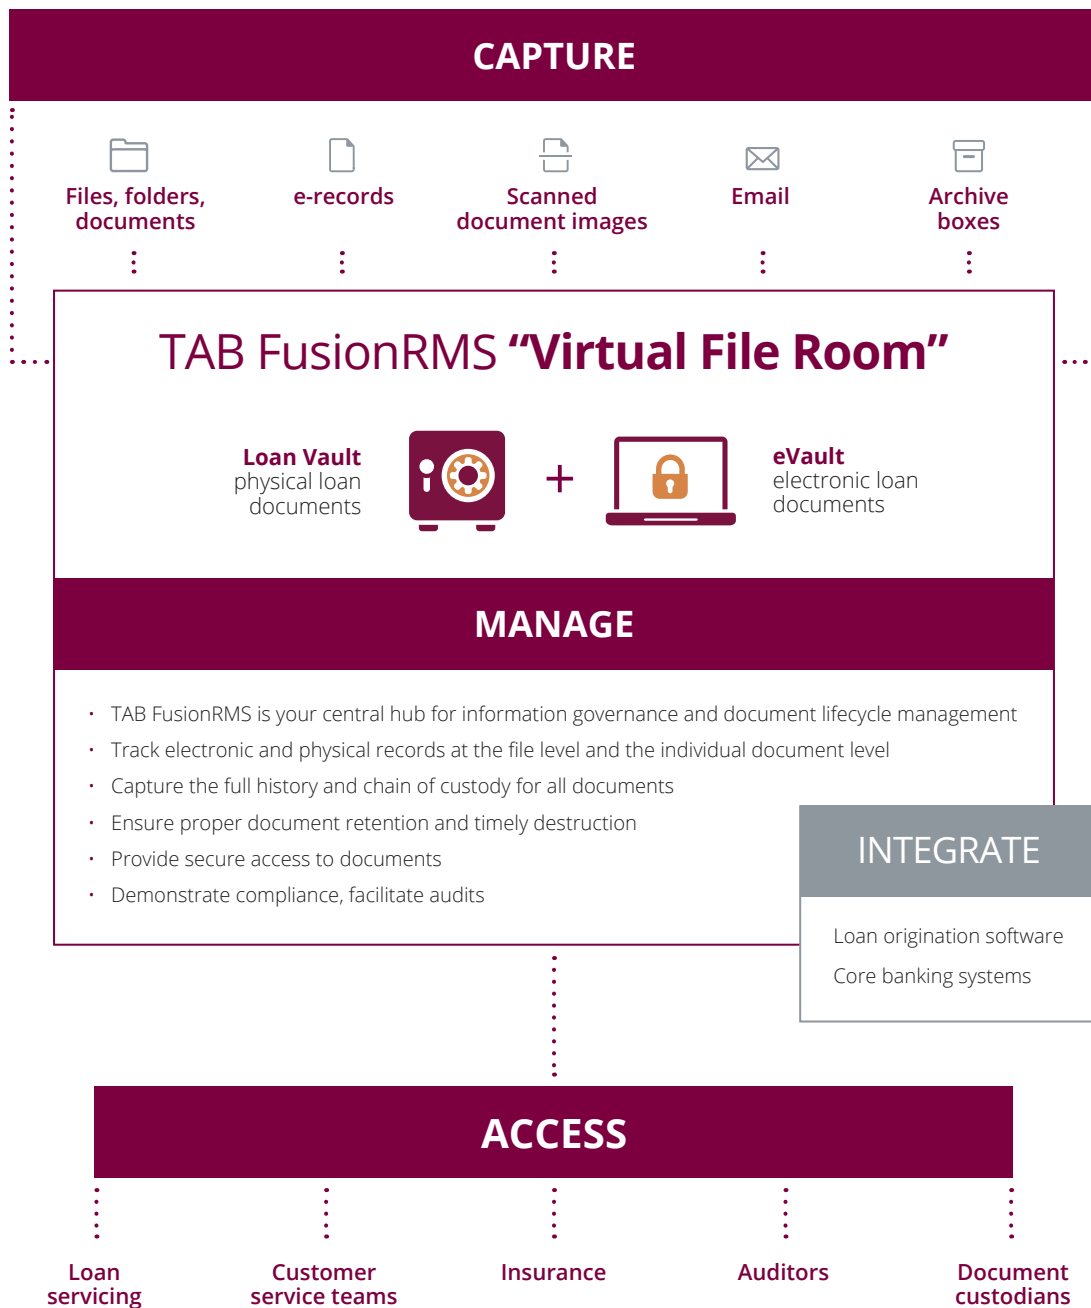 CAPTURE
Files, folders,
documents
e-records
Scanned
document images
Email
Archive
boxes
TAB FusionRMS “Virtual File Room”
Loan Vault
physical loan
documents
+
eVault
electronic loan
documents
MANAGE
· TAB FusionRMS is your central hub for information governance and document lifecycle management
· Track electronic and physical records at the file level and the individual document level
· Capture the full history and chain of custody for all documents
· Ensure proper document retention and timely destruction
· Provide secure access to documents
· Demonstrate compliance, facilitate audits
INTEGRATE
Loan origination software
Core banking systems
ACCESS
Loan
servicing
Customer
service teams
Insurance
Auditors
Document
custodians